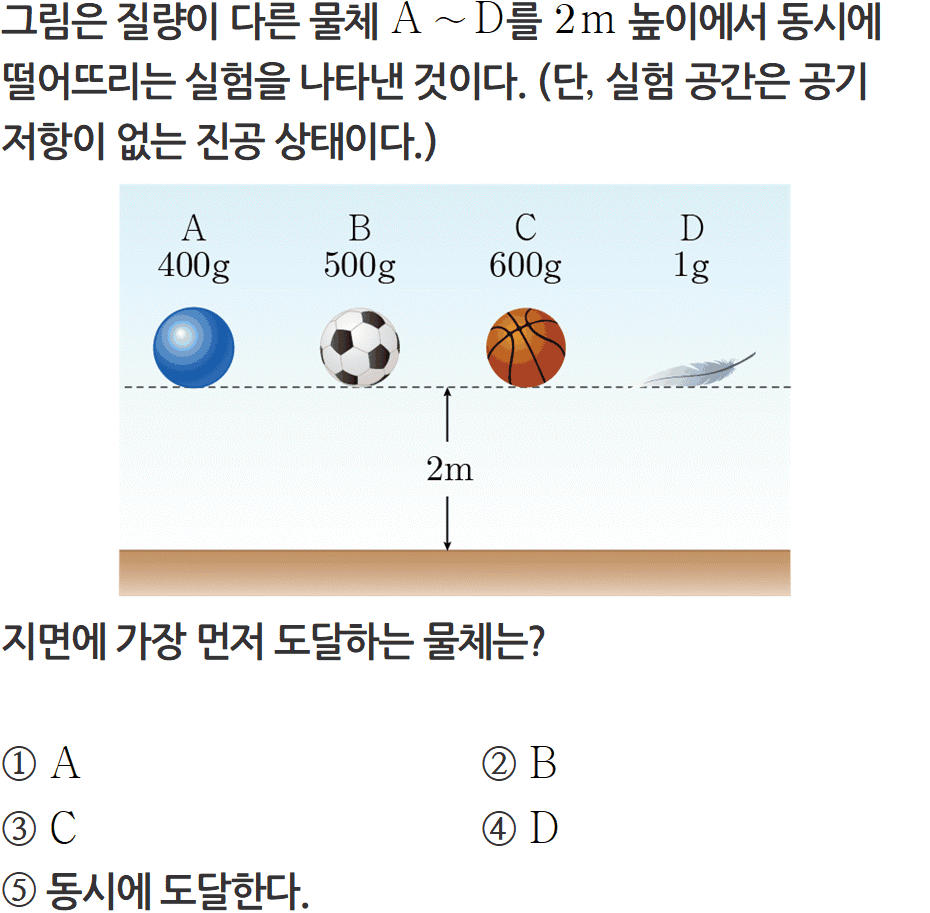 그림은 질량이 다른 물체 A ~ D를 2m 높이에서 동시에
떨어뜨리는 실험을 나타낸 것이다. (단, 실험 공간은 공기
저항이 없는 진공 상태이다.)
A B C D
400g 500g 600g 1g
2m
지면에 가장 먼저 도달하는 물체는?
① A ② B
③ C ④ D
⑤ 동시에 도달한다.